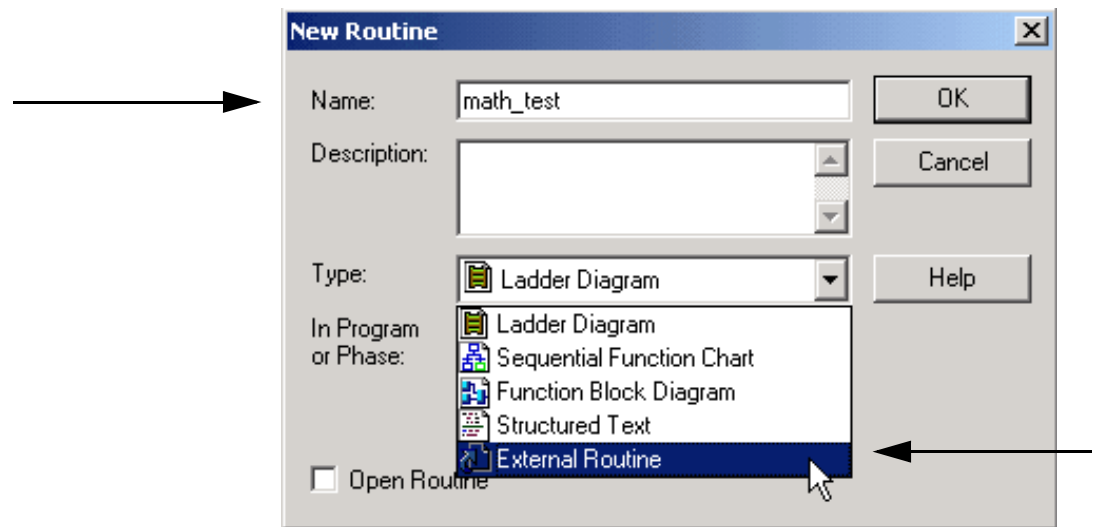 New Routine
Name: math_test OK
Description: Cancel
Type: Ladder Diagram Help
In Program
or Phase:
Ladder Diagram
Sequential Function Chart
Function Block Diagram
Structured Text
External Routine
Open Routine